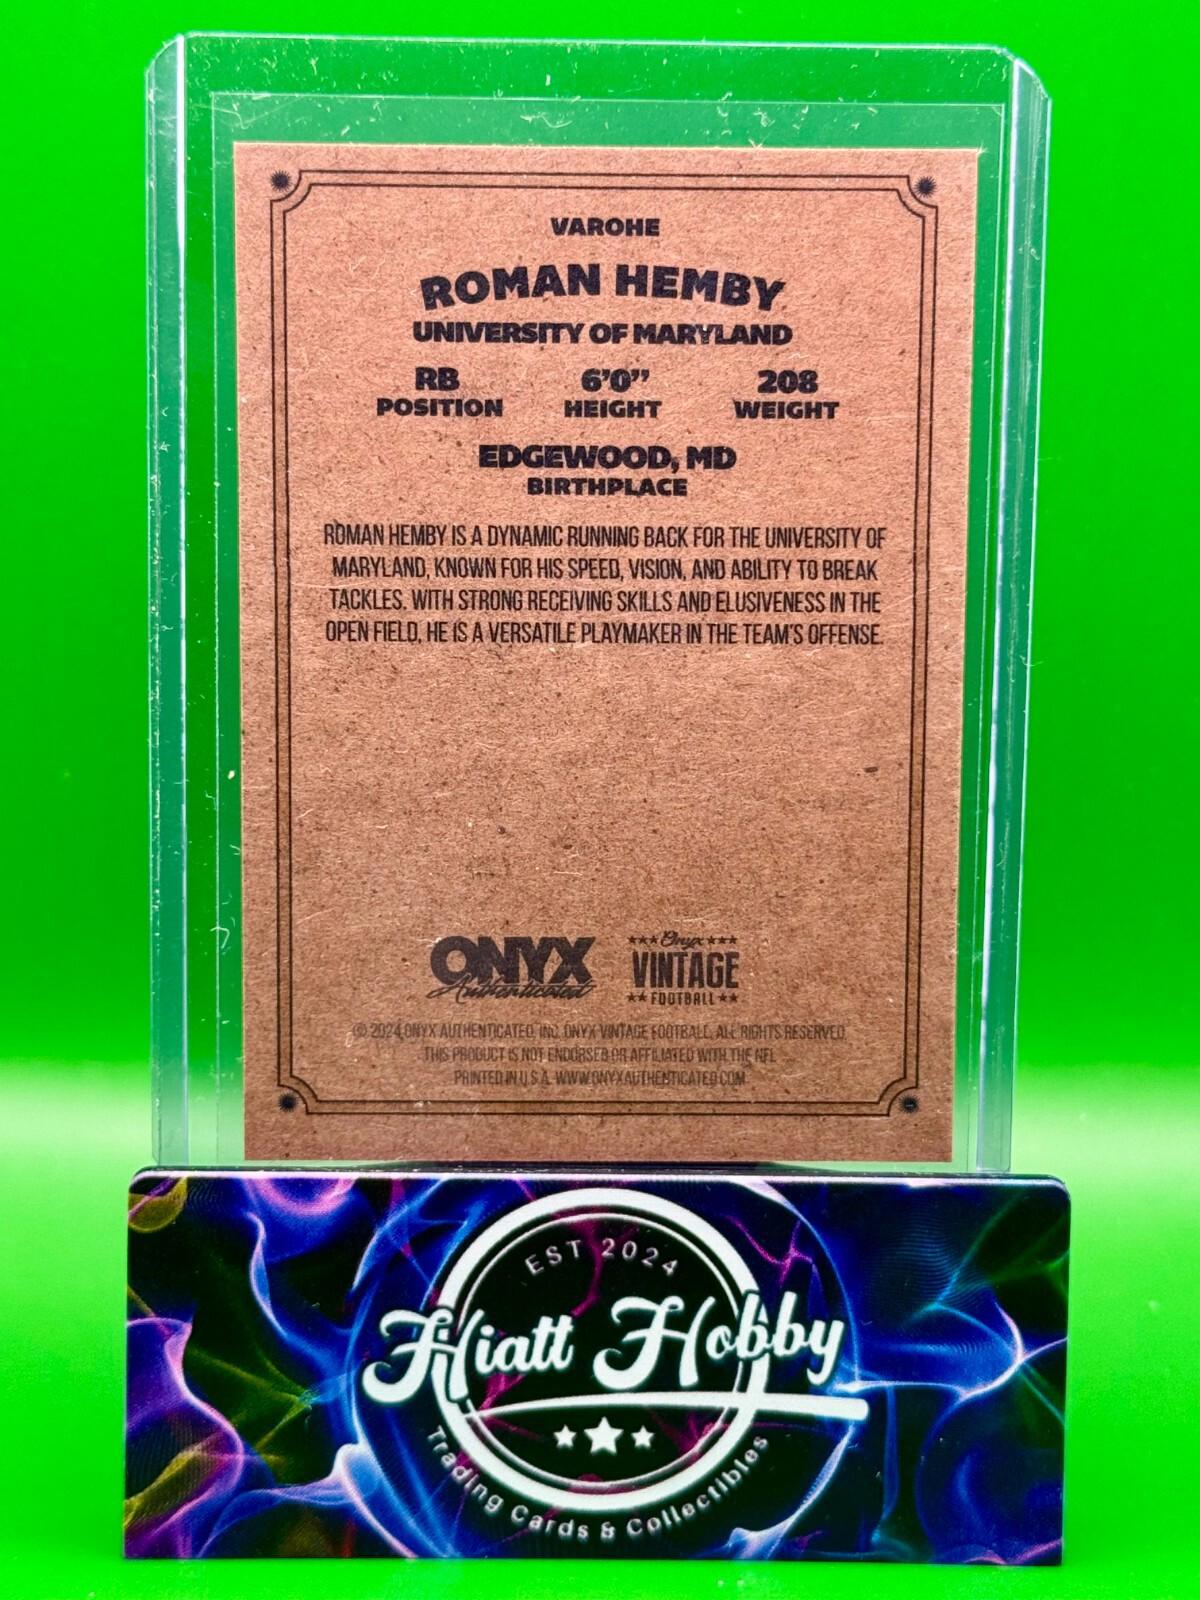 VAROHE
ROMAN HEMBY
UNIVERSITY OF MARYLAND
RB 6'0" 208
POSITION HEIGHT WEIGHT
EDGEWOOD, MD
BIRTHPLACE
ROMAN HEMBY IS A DYNAMIC RUNNING BACK FOR THE UNIVERSITY OF
MARYLAND, KNOWN FOR HIS SPEED, VISION, AND ABILITY TO BREAK
TACKLES. WITH STRONG RECEIVING SKILLS AND ELUSIVENESS IN THE
OPEN FIELD, HE IS A VERSATILE PLAYMAKER IN THE TEAM'S OFFENSE.
ONYX
Authenticated
★★★ Onyx ★★★
VINTAGE
★★ FOOTBALL ★★
© 2024 ONYX AUTHENTICATED, INC. ONYX VINTAGE FOOTBALL. ALL RIGHTS RESERVED.
THIS PRODUCT IS NOT ENDORSED OR AFFILIATED WITH THE NFL
PRINTED IN U.S.A. WWW.ONYXAUTHENTICATED.COM
EST 2024
Hiatt Hobby
Trading Cards & Collectibles